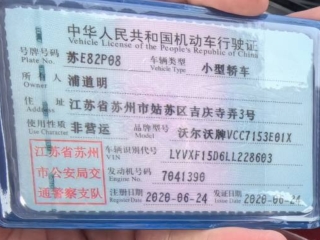 中华人民共和国机动车行驶证
Vehicle License of the People's Republic of China
号牌号码 苏E82P08 车辆类型 小型轿车
Plate No. Vehicle Type
所有人 浦道明
Owner
住址 江苏省苏州市姑苏区吉庆寺弄3号
Address
使用性质 非营运 品牌型号 沃尔沃牌VCC7153E01X
Use Character Model
江苏省苏州 车辆识别代号 LYVXF15D6LL228603
VIN
市公安局交 发动机号码 7041390
Engine No.
通警察支队 注册日期 2020-06-24 发证日期 2020-06-24
Register Date Issue Date